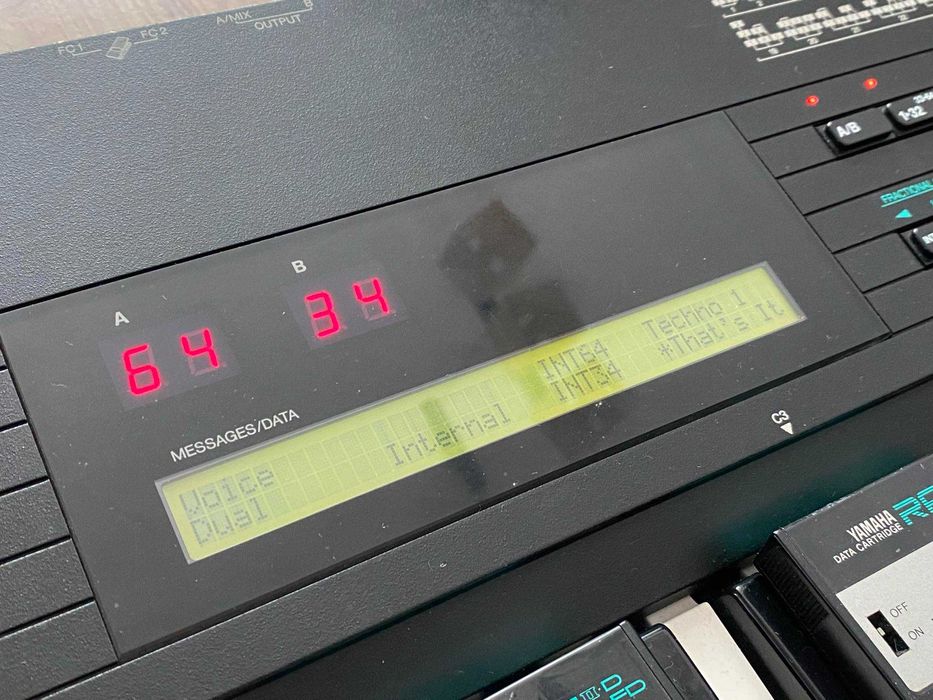 FC1 FC2
A/MIX B
OUTPUT
A/B
1-32
FRACTIONAL
A B
64 34
MESSAGES/DATA
Voice INT64 Techno 1
Dual Internal INT34 *That's It
C3
YAMAHA
DATA CARTRIDGE
OFF
ON